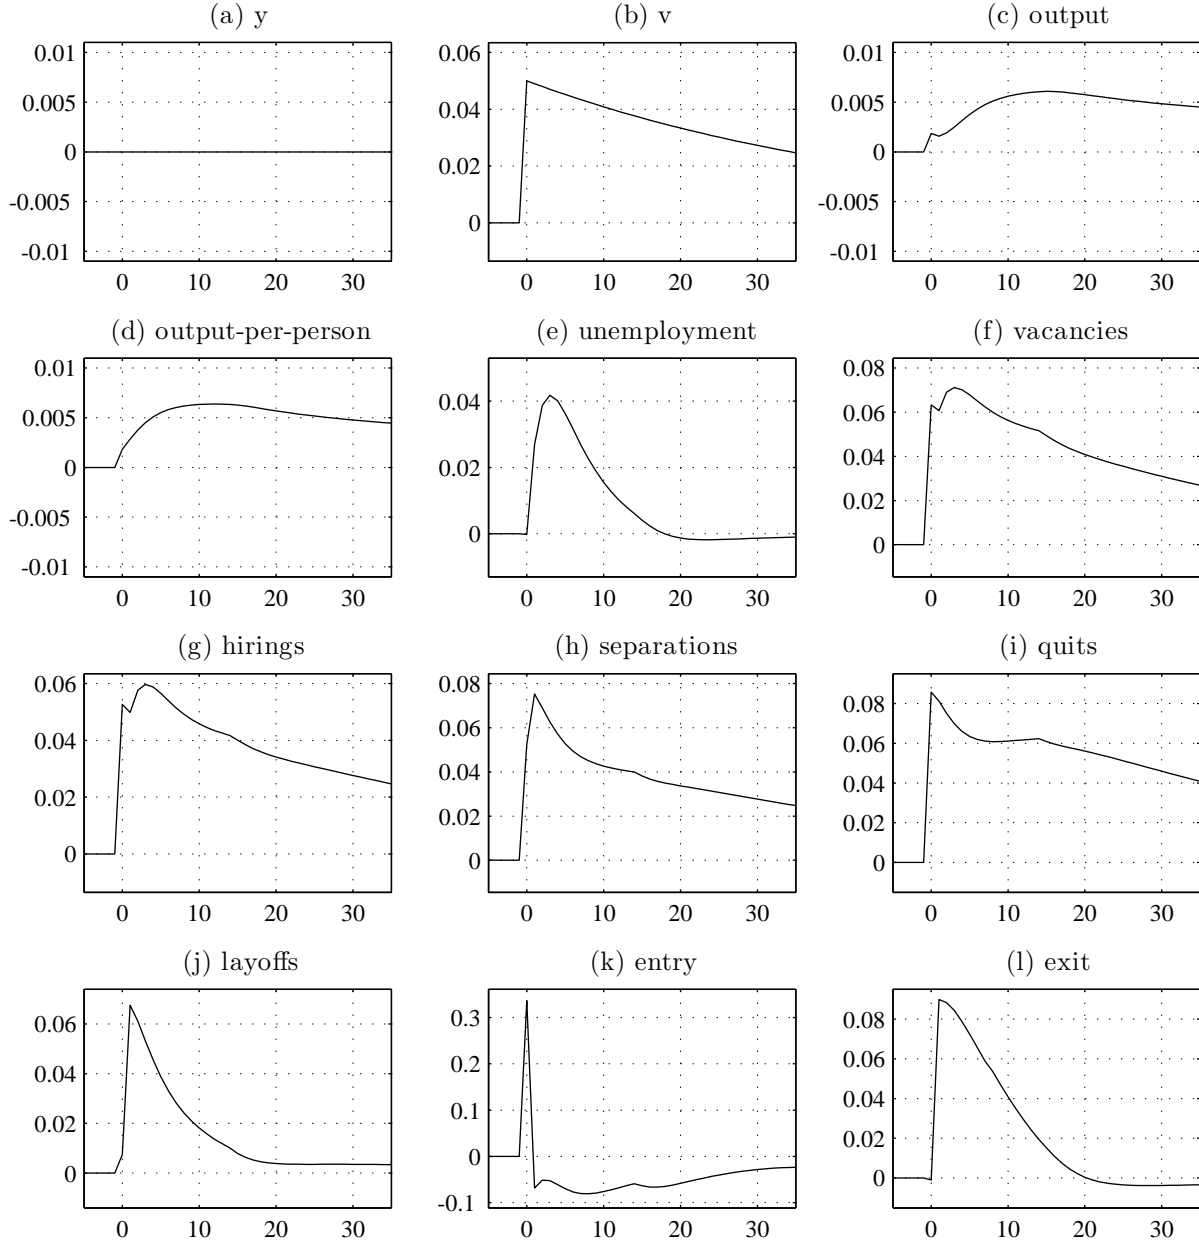 (a) y
(b) v
(c) output
0.01
0.005
0
-0.005
-0.01
0 10 20 30
0.06
0.04
0.02
0
0 10 20 30
0.01
0.005
0
-0.005
-0.01
0 10 20 30
(d) output-per-person
(e) unemployment
(f) vacancies
0.01
0.005
0
-0.005
-0.01
0 10 20 30
0.04
0.02
0
0 10 20 30
0.08
0.06
0.04
0.02
0
0 10 20 30
(g) hirings
(h) separations
(i) quits
0.06
0.04
0.02
0
0 10 20 30
0.08
0.06
0.04
0.02
0
0 10 20 30
0.08
0.06
0.04
0.02
0
0 10 20 30
(j) layoffs
(k) entry
(l) exit
0.06
0.04
0.02
0
0 10 20 30
0.3
0.2
0.1
0
-0.1
0 10 20 30
0.08
0.06
0.04
0.02
0
0 10 20 30